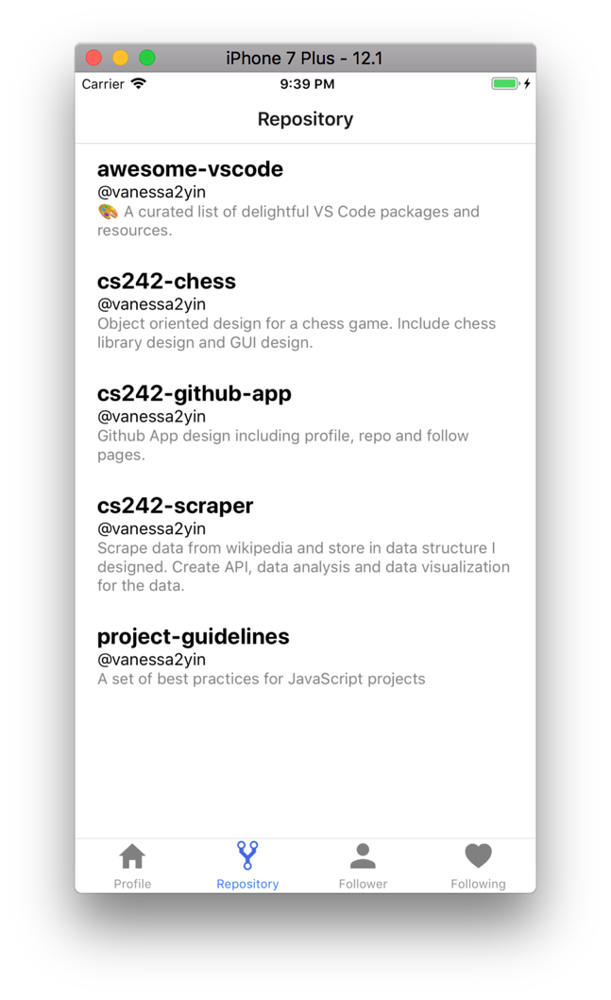 iPhone 7 Plus - 12.1
Carrier 9:39 PM
Repository
awesome-vscode
@vanessa2yin
🎨 A curated list of delightful VS Code packages and
resources.
cs242-chess
@vanessa2yin
Object oriented design for a chess game. Include chess
library design and GUI design.
cs242-github-app
@vanessa2yin
Github App design including profile, repo and follow
pages.
cs242-scraper
@vanessa2yin
Scrape data from wikipedia and store in data structure I
designed. Create API, data analysis and data visualization
for the data.
project-guidelines
@vanessa2yin
A set of best practices for JavaScript projects
Profile Repository Follower Following